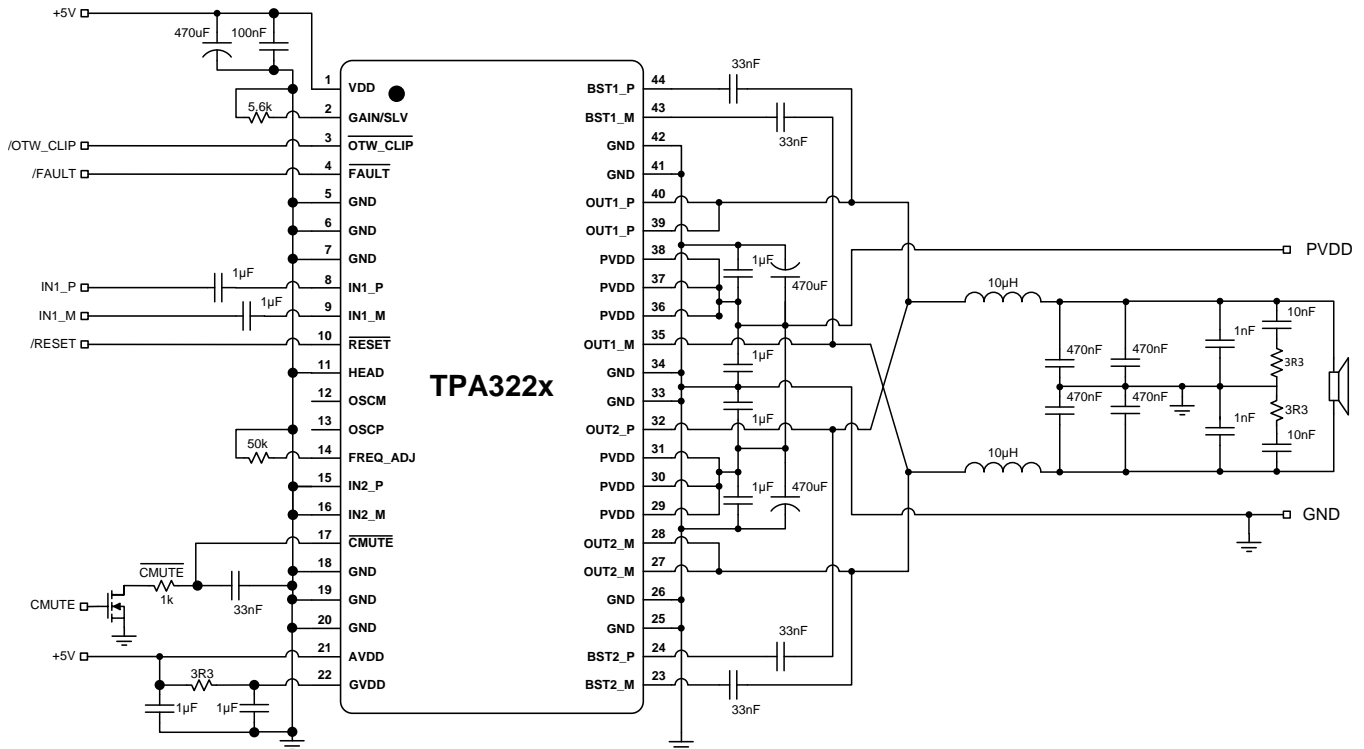 +5V
470uF
100nF
5.6k
/OTW_CLIP
/FAULT
1µF
IN1_P
1µF
IN1_M
/RESET
50k
CMUTE
1k
33nF
CMUTE
+5V
3R3
1µF
1µF
TPA322x
1 VDD
2 GAIN/SLV
3 OTW_CLIP
4 FAULT
5 GND
6 GND
7 GND
8 IN1_P
9 IN1_M
10 RESET
11 HEAD
12 OSCM
13 OSCP
14 FREQ_ADJ
15 IN2_P
16 IN2_M
17 CMUTE
18 GND
19 GND
20 GND
21 AVDD
22 GVDD
BST1_P 44
BST1_M 43
GND 42
GND 41
OUT1_P 40
OUT1_P 39
PVDD 38
PVDD 37
PVDD 36
OUT1_M 35
GND 34
GND 33
OUT2_P 32
PVDD 31
PVDD 30
PVDD 29
OUT2_M 28
OUT2_M 27
GND 26
GND 25
BST2_P 24
BST2_M 23
33nF
33nF
1µF
470uF
1µF
1µF
1µF
470uF
33nF
33nF
PVDD
10µH
10nF
1nF
470nF
470nF
3R3
470nF
470nF
3R3
1nF
10nF
10µH
GND